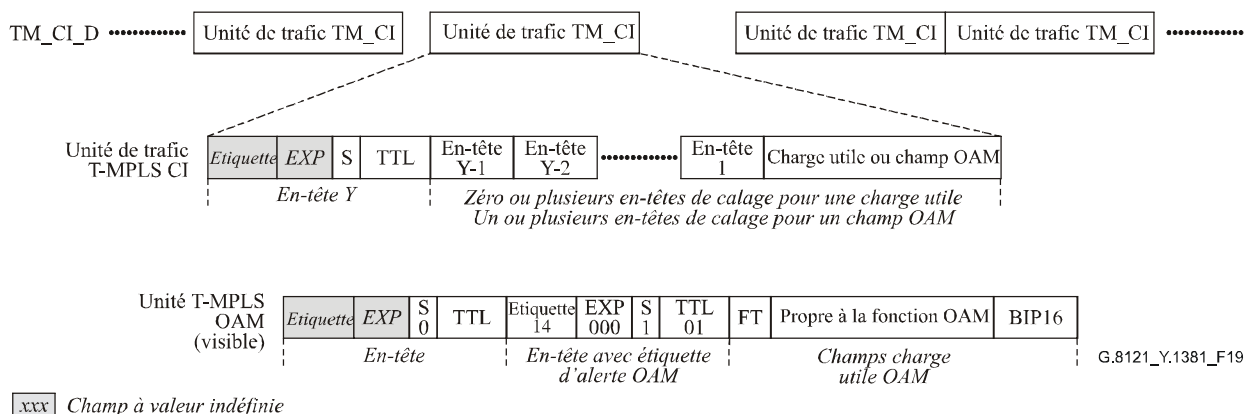 TM_CI_D
Unité de trafic TM_CI
Unité de trafic TM_CI
Unité de trafic TM_CI
Unité de trafic TM_CI
Unité de trafic
T-MPLS CI
Etiquette
EXP
S
TTL
En-tête
Y-1
En-tête
Y-2
En-tête
1
Charge utile ou champ OAM
En-tête Y
Zéro ou plusieurs en-têtes de calage pour une charge utile
Un ou plusieurs en-têtes de calage pour un champ OAM
Unité T-MPLS
OAM
(visible)
Etiquette
EXP
S
0
TTL
Etiquette
14
EXP
000
S
1
TTL
01
FT
Propre à la fonction OAM
BIP16
En-tête
En-tête avec étiquette
d'alerte OAM
Champs charge
utile OAM
G.8121_Y.1381_F19
xxx Champ à valeur indéfinie